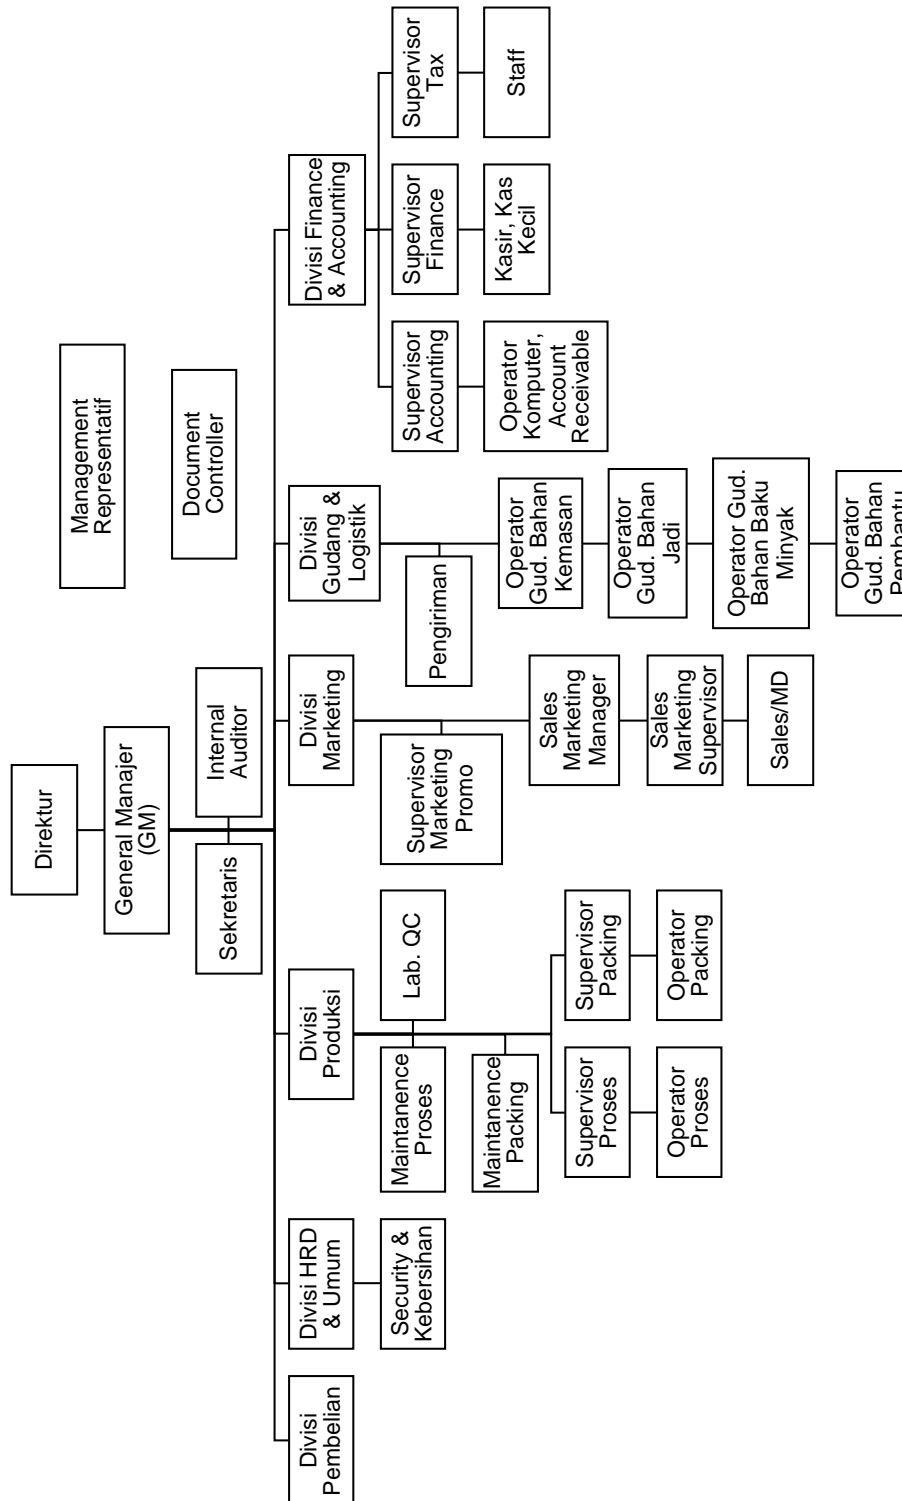 Direktur
General Manajer
(GM)
Sekretaris
Internal
Auditor
Management
Representatif
Document
Controller
Divisi
Pembelian
Divisi HRD
& Umum
Divisi
Produksi
Divisi
Marketing
Divisi
Gudang &
Logistik
Divisi Finance
& Accounting
Security &
Kebersihan
Maintanence
Proses
Lab. QC
Maintanence
Packing
Supervisor
Proses
Supervisor
Packing
Operator
Proses
Operator
Packing
Supervisor
Marketing
Promo
Sales
Marketing
Manager
Sales
Marketing
Supervisor
Sales/MD
Pengiriman
Operator
Gud. Bahan
Kemasan
Operator
Gud. Bahan
Jadi
Operator Gud.
Bahan Baku
Minyak
Operator
Gud. Bahan
Pembantu
Supervisor
Accounting
Supervisor
Finance
Supervisor
Tax
Operator
Komputer,
Account
Receivable
Kasir, Kas
Kecil
Staff